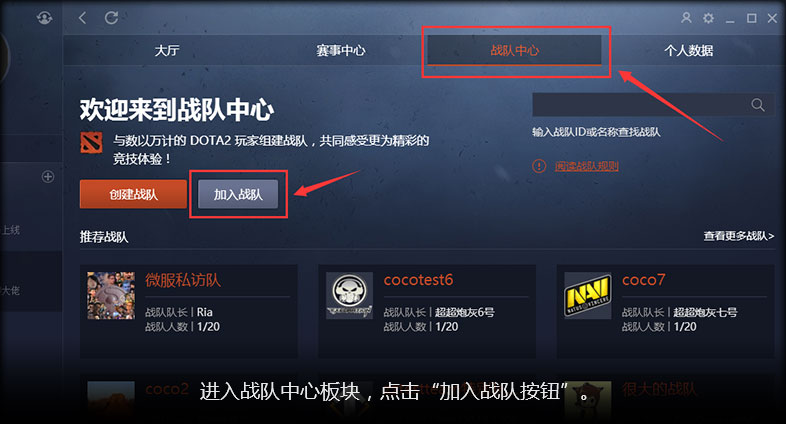 大厅
赛事中心
战队中心
个人数据
欢迎来到战队中心
与数以万计的 DOTA2 玩家组建战队，共同感受更为精彩的
竞技体验！
输入战队ID或名称查找战队
阅读战队规则
创建战队
加入战队
上线
推荐战队
查看更多战队>
大佬
微服私访队
战队队长 | Ria
战队人数 | 1/20
cocotest6
战队队长 | 超超炮灰6号
战队人数 | 1/20
NAVI
NATUS VINCERE
coco7
战队队长 | 超超炮灰七号
战队人数 | 1/20
coco2
很大的战队
进入战队中心板块，点击“加入战队按钮”。